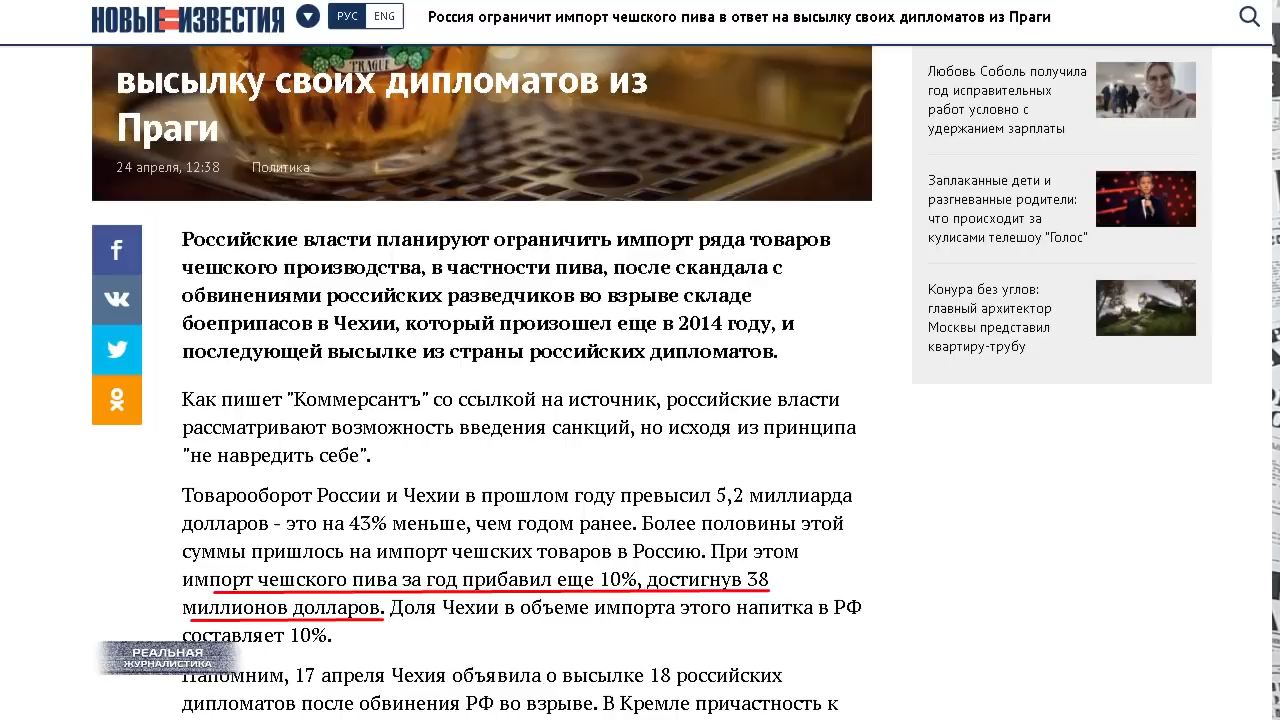 НОВЫЕ ИЗВЕСТИЯ
РУС ENG
Россия ограничит импорт чешского пива в ответ на высылку своих дипломатов из Праги
PRAGUE
высылку своих дипломатов из
Праги
24 апреля, 12:38 Политика
Российские власти планируют ограничить импорт ряда товаров
чешского производства, в частности пива, после скандала с
обвинениями российских разведчиков во взрыве складе
боеприпасов в Чехии, который произошел еще в 2014 году, и
последующей высылке из страны российских дипломатов.
Как пишет "Коммерсантъ" со ссылкой на источник, российские власти
рассматривают возможность введения санкций, но исходя из принципа
"не навредить себе".
Товарооборот России и Чехии в прошлом году превысил 5,2 миллиарда
долларов - это на 43% меньше, чем годом ранее. Более половины этой
суммы пришлось на импорт чешских товаров в Россию. При этом
импорт чешского пива за год прибавил еще 10%, достигнув 38
миллионов долларов. Доля Чехии в объеме импорта этого напитка в РФ
составляет 10%.
Напомним, 17 апреля Чехия объявила о высылке 18 российских
дипломатов после обвинения РФ во взрыве. В Кремле причастность к
РЕАЛЬНАЯ
ЖУРНАЛИСТИКА
Любовь Соболь получила
год исправительных
работ условно с
удержанием зарплаты
Заплаканные дети и
разгневанные родители:
что происходит за
кулисами телешоу "Голос"
Конура без углов:
главный архитектор
Москвы представил
квартиру-трубу